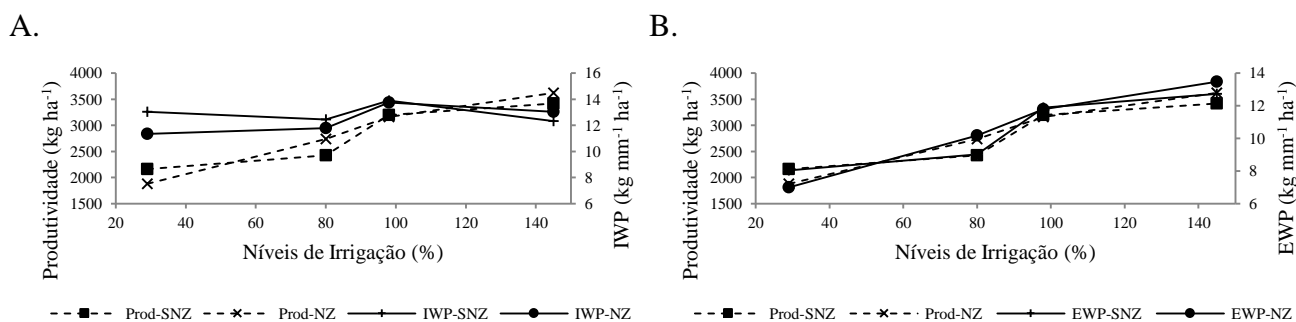 A.
Produtividade (kg ha⁻¹)
4000
3500
3000
2500
2000
1500
16
14
12
10
8
6
IWP (kg mm⁻¹ ha⁻¹)
20 40 60 80 100 120 140
Níveis de Irrigação (%)
Prod-SNZ Prod-NZ IWP-SNZ IWP-NZ
B.
Produtividade (kg ha⁻¹)
4000
3500
3000
2500
2000
1500
14
12
10
8
6
EWP (kg mm⁻¹ ha⁻¹)
20 40 60 80 100 120 140
Níveis de Irrigação (%)
Prod-SNZ Prod-NZ EWP-SNZ EWP-NZ